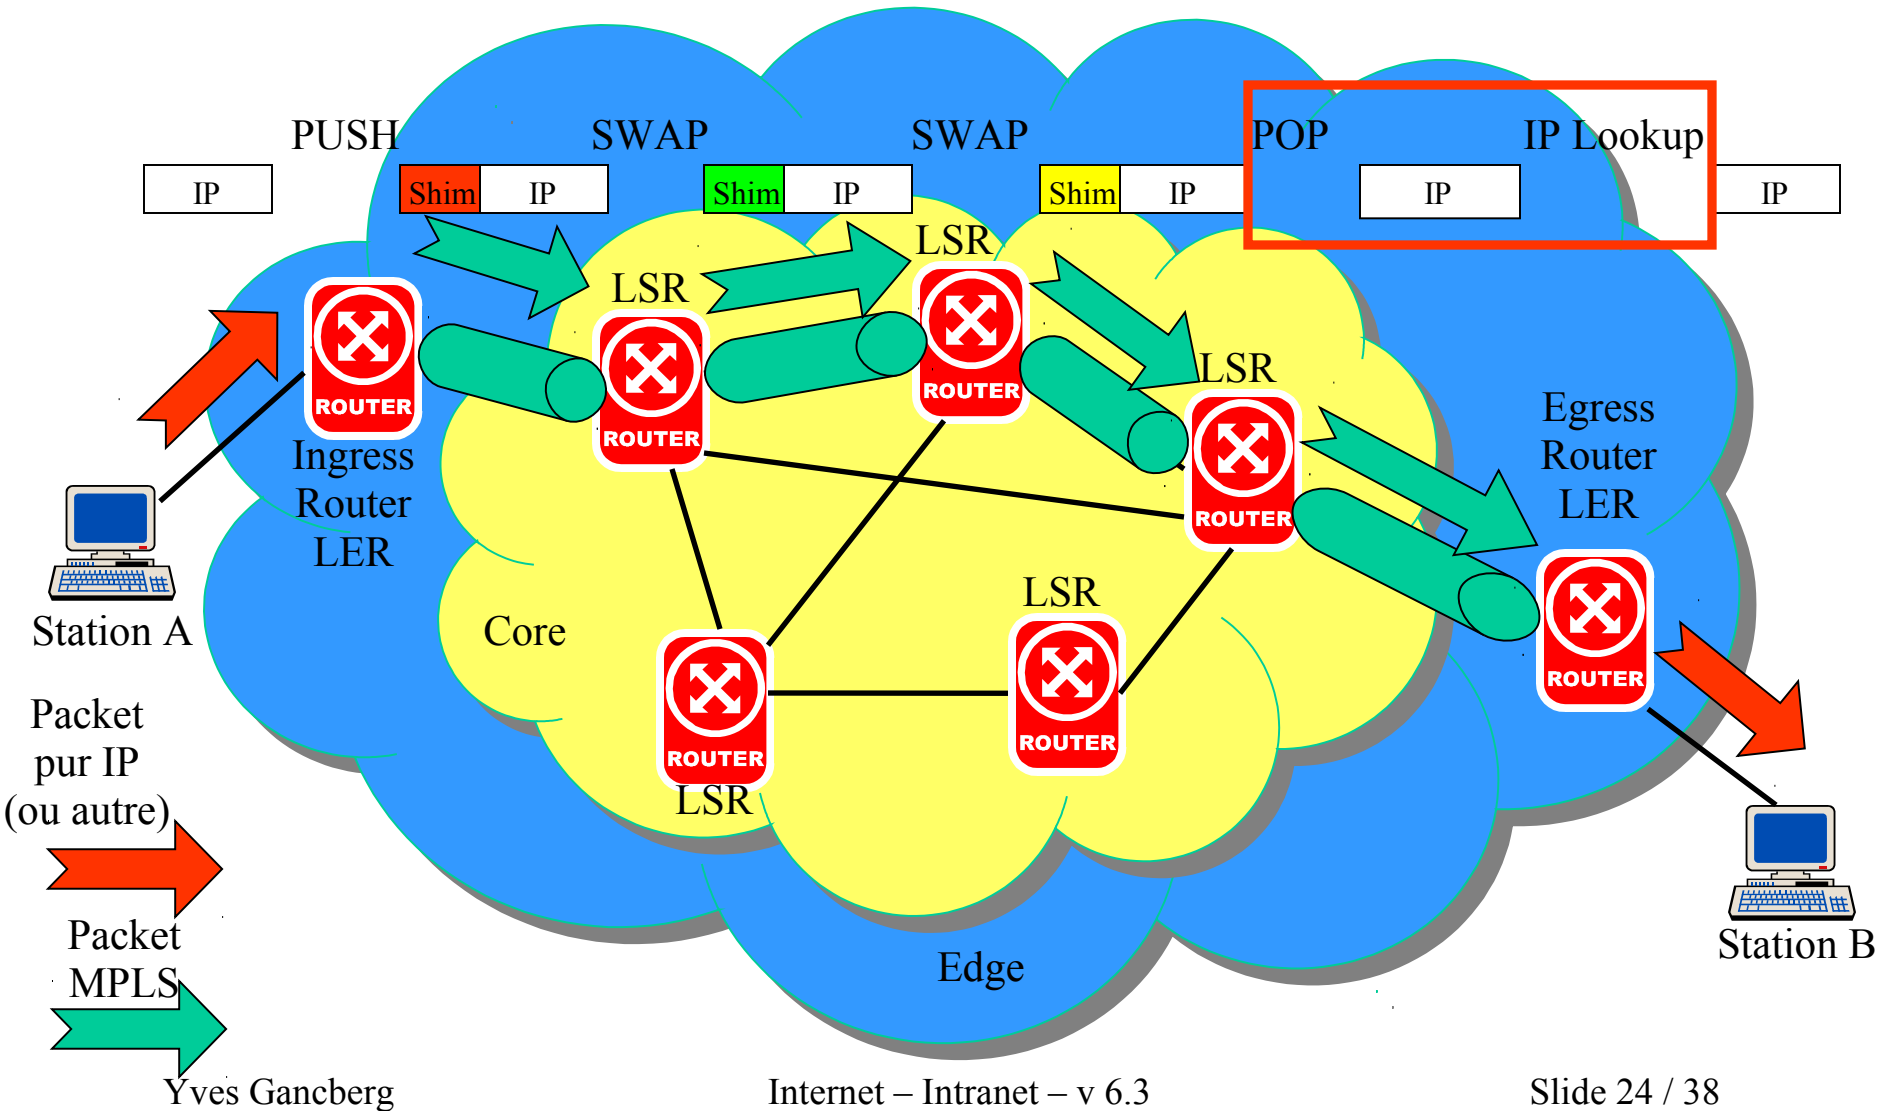 PUSH
SWAP
SWAP
POP
IP Lookup
IP
Shim IP
Shim IP
Shim IP
IP
IP
LSR
LSR
LSR
ROUTER
ROUTER
ROUTER
ROUTER
Ingress
Router
LER
Egress
Router
LER
Station A
Core
LSR
ROUTER
ROUTER
ROUTER
LSR
Packet
pur IP
(ou autre)
Packet
MPLS
Edge
Station B
Yves Gancberg
Internet – Intranet – v 6.3
Slide 24 / 38